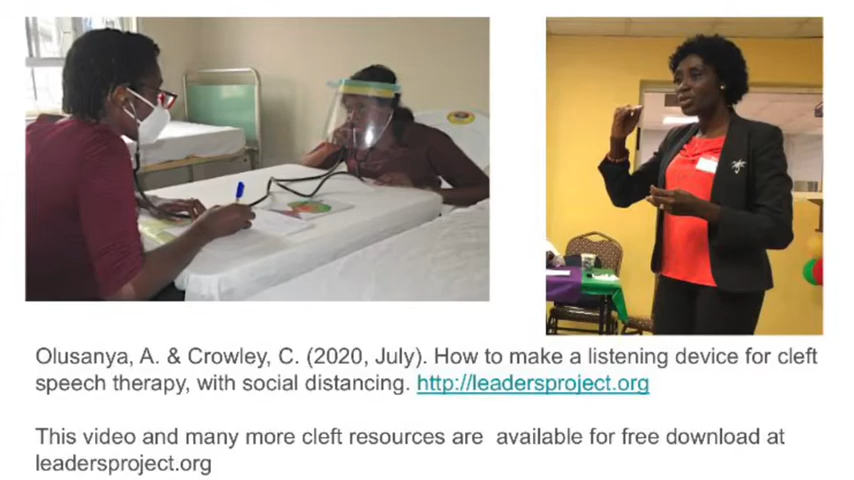 Olusanya, A. & Crowley, C. (2020, July). How to make a listening device for cleft
speech therapy, with social distancing. http://leadersproject.org
This video and many more cleft resources are available for free download at
leadersproject.org